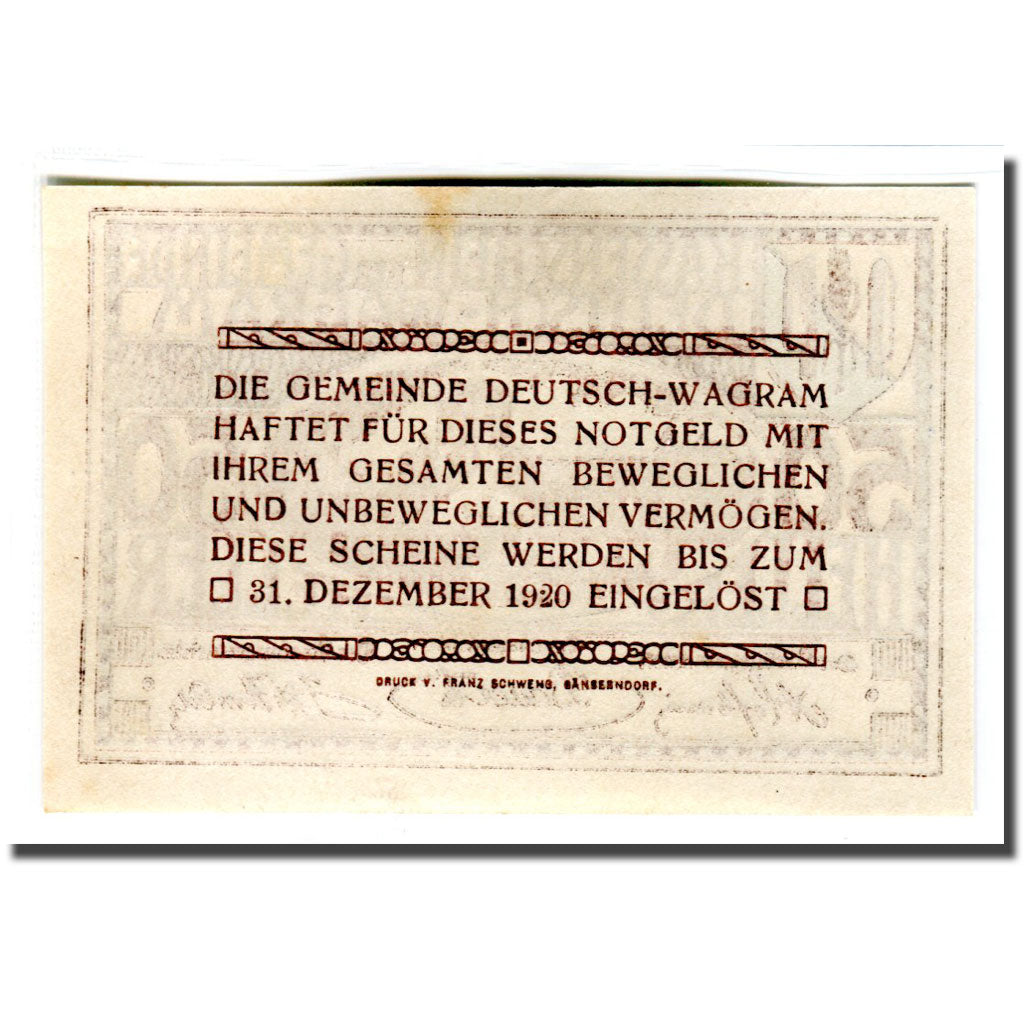 DIE GEMEINDE DEUTSCH-WAGRAM
HAFTET FÜR DIESES NOTGELD MIT
IHREM GESAMTEN BEWEGLICHEN
UND UNBEWEGLICHEN VERMÖGEN.
DIESE SCHEINE WERDEN BIS ZUM
31. DEZEMBER 1920 EINGELÖST
DRUCK V. FRANZ SCHWENG, GÄNSERNDORF.